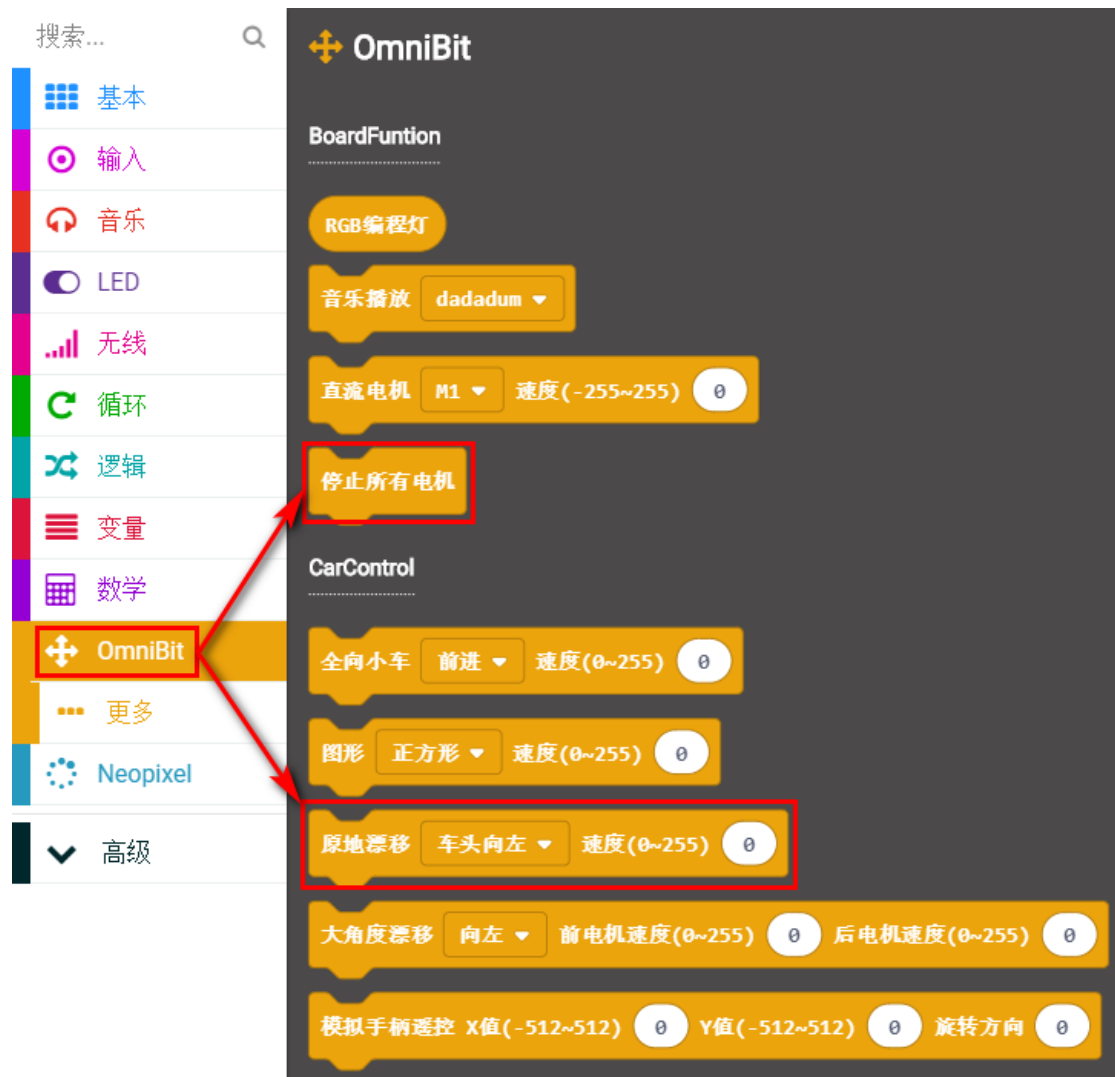 搜索...
基本
输入
音乐
LED
无线
循环
逻辑
变量
数学
OmniBit
更多
Neopixel
高级
OmniBit
BoardFuntion
RGB编程灯
音乐播放 dadadum
直流电机 M1 速度(-255~255) 0
停止所有电机
CarControl
全向小车 前进 速度(0~255) 0
图形 正方形 速度(0~255) 0
原地漂移 车头向左 速度(0~255) 0
大角度漂移 向左 前电机速度(0~255) 0 后电机速度(0~255) 0
模拟手柄遥控 X值(-512~512) 0 Y值(-512~512) 0 旋转方向 0